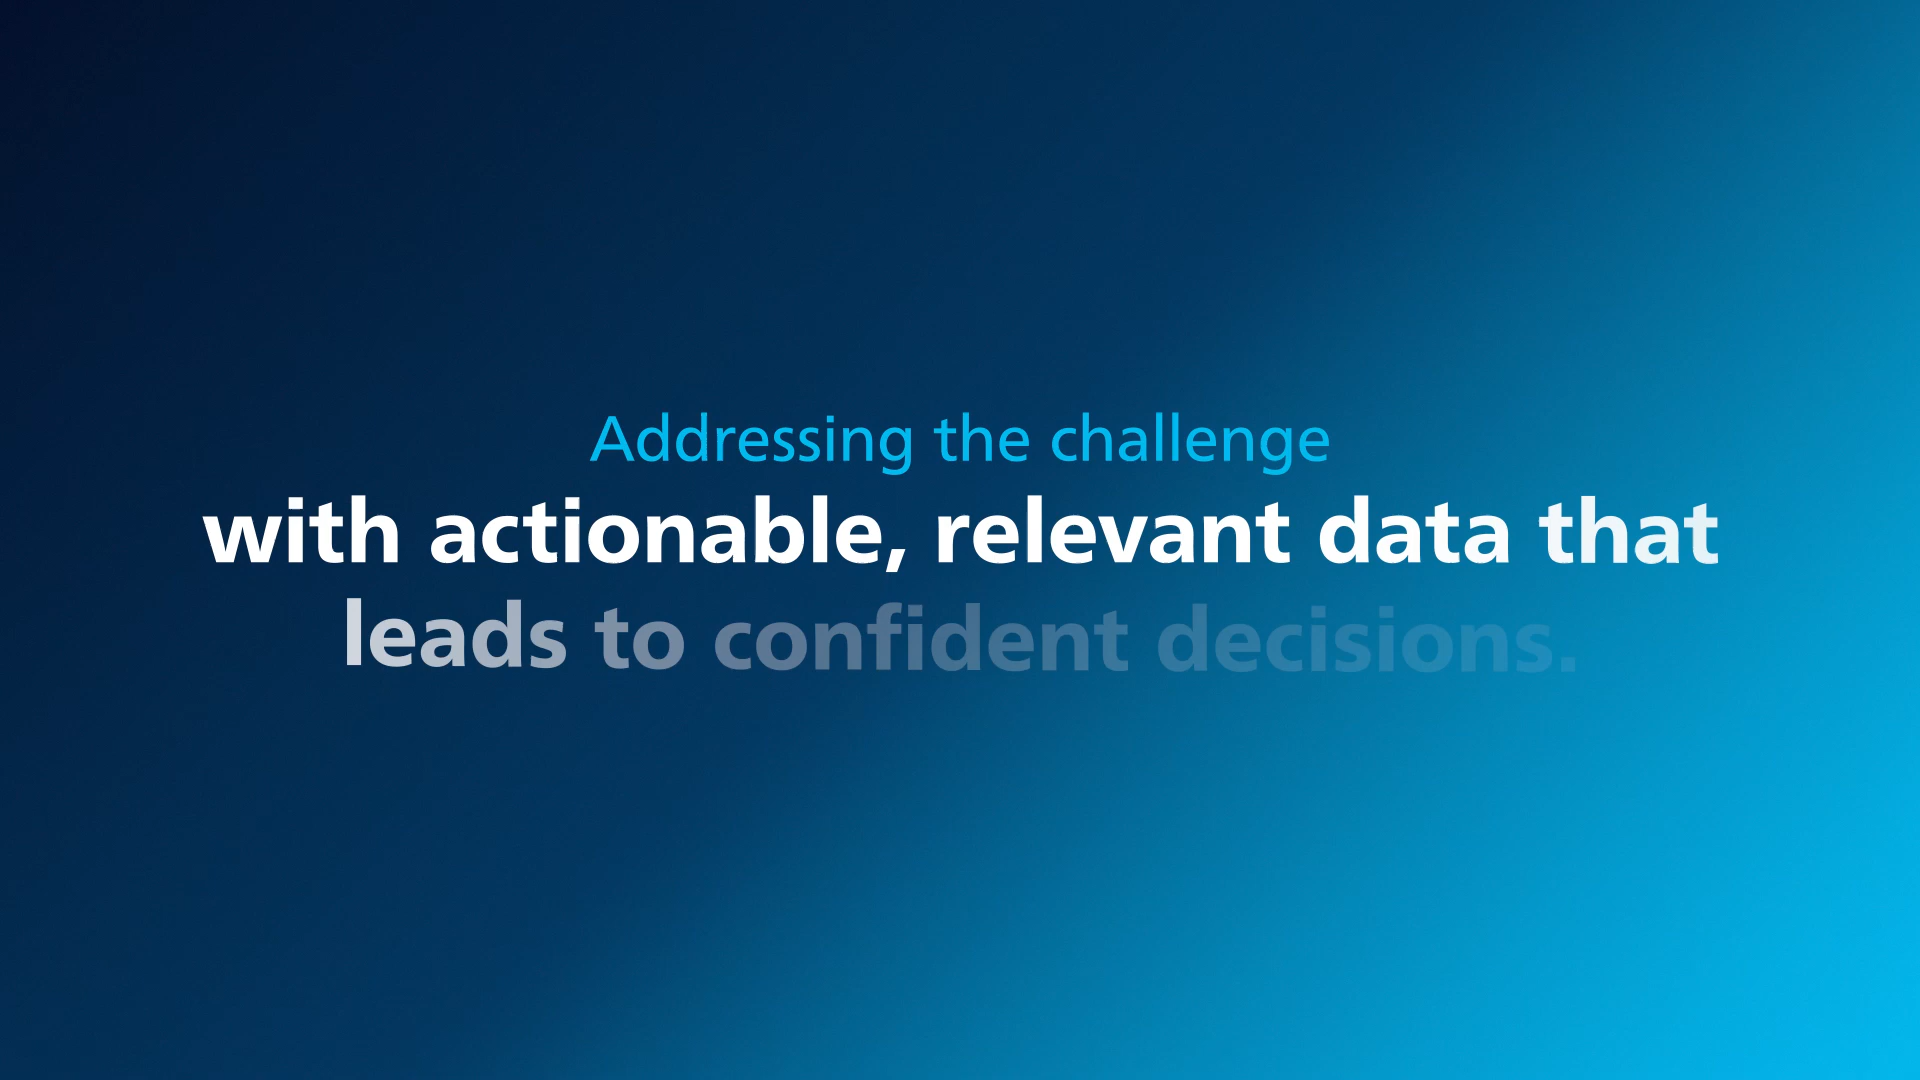 Addressing the challenge
with actionable, relevant data that
leads to confident decisions.